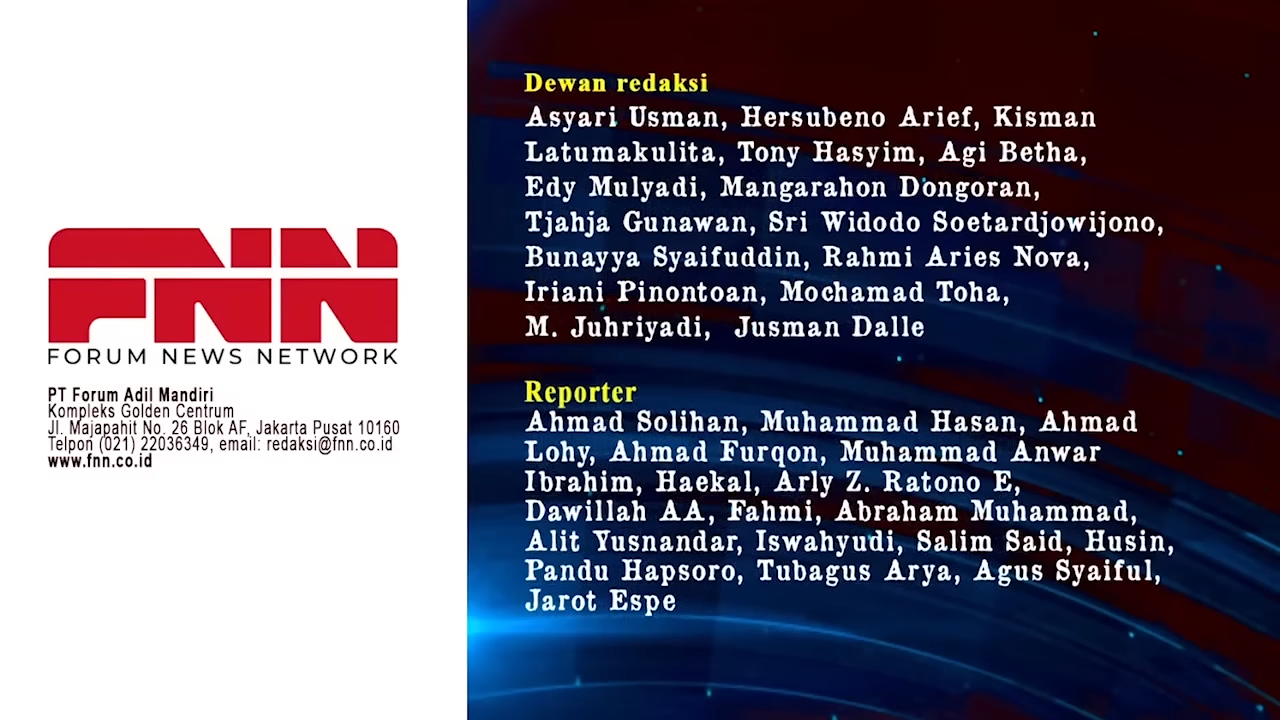 FNN
FORUM NEWS NETWORK
PT Forum Adil Mandiri
Kompleks Golden Centrum
Jl. Majapahit No. 26 Blok AF, Jakarta Pusat 10160
Telpon (021) 22036349, email: redaksi@fnn.co.id
www.fnn.co.id
Dewan redaksi
Asyari Usman, Hersubeno Arief, Kisman
Latumakulita, Tony Hasyim, Agi Betha,
Edy Mulyadi, Mangarahon Dongoran,
Tjahja Gunawan, Sri Widodo Soetardjowijono,
Bunayya Syaifuddin, Rahmi Aries Nova,
Iriani Pinontoan, Mochamad Toha,
M. Juhriyadi, Jusman Dalle
Reporter
Ahmad Solihan, Muhammad Hasan, Ahmad
Lohy, Ahmad Furqon, Muhammad Anwar
Ibrahim, Haekal, Arly Z. Ratono E,
Dawillah AA, Fahmi, Abraham Muhammad,
Alit Yusnandar, Iswahyudi, Salim Said, Husin,
Pandu Hapsoro, Tubagus Arya, Agus Syaiful,
Jarot Espe